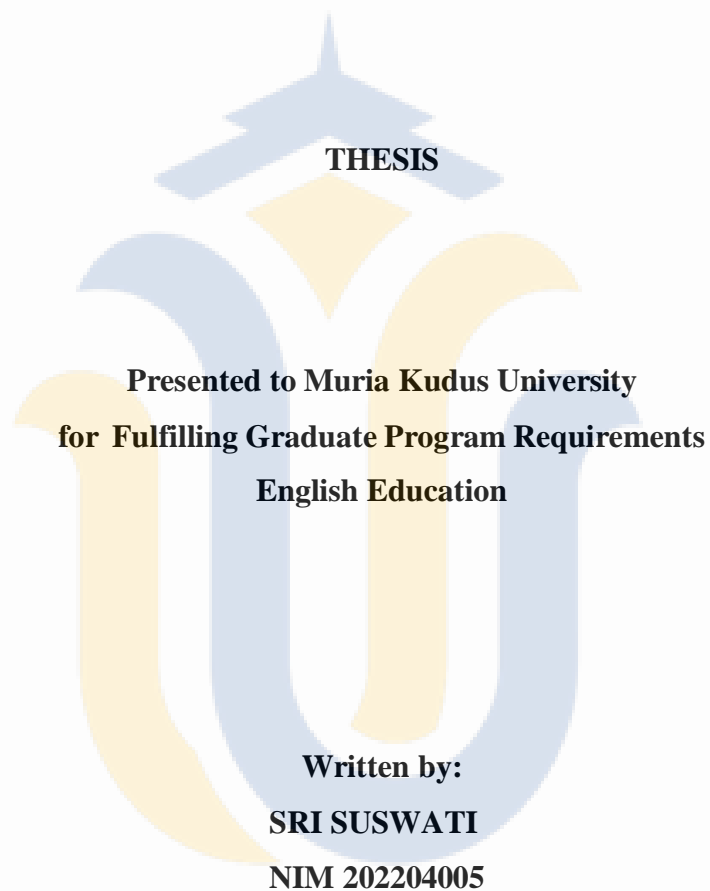 THESIS
Presented to Muria Kudus University
for Fulfilling Graduate Program Requirements
English Education
Written by:
SRI SUSWATI
NIM 202204005